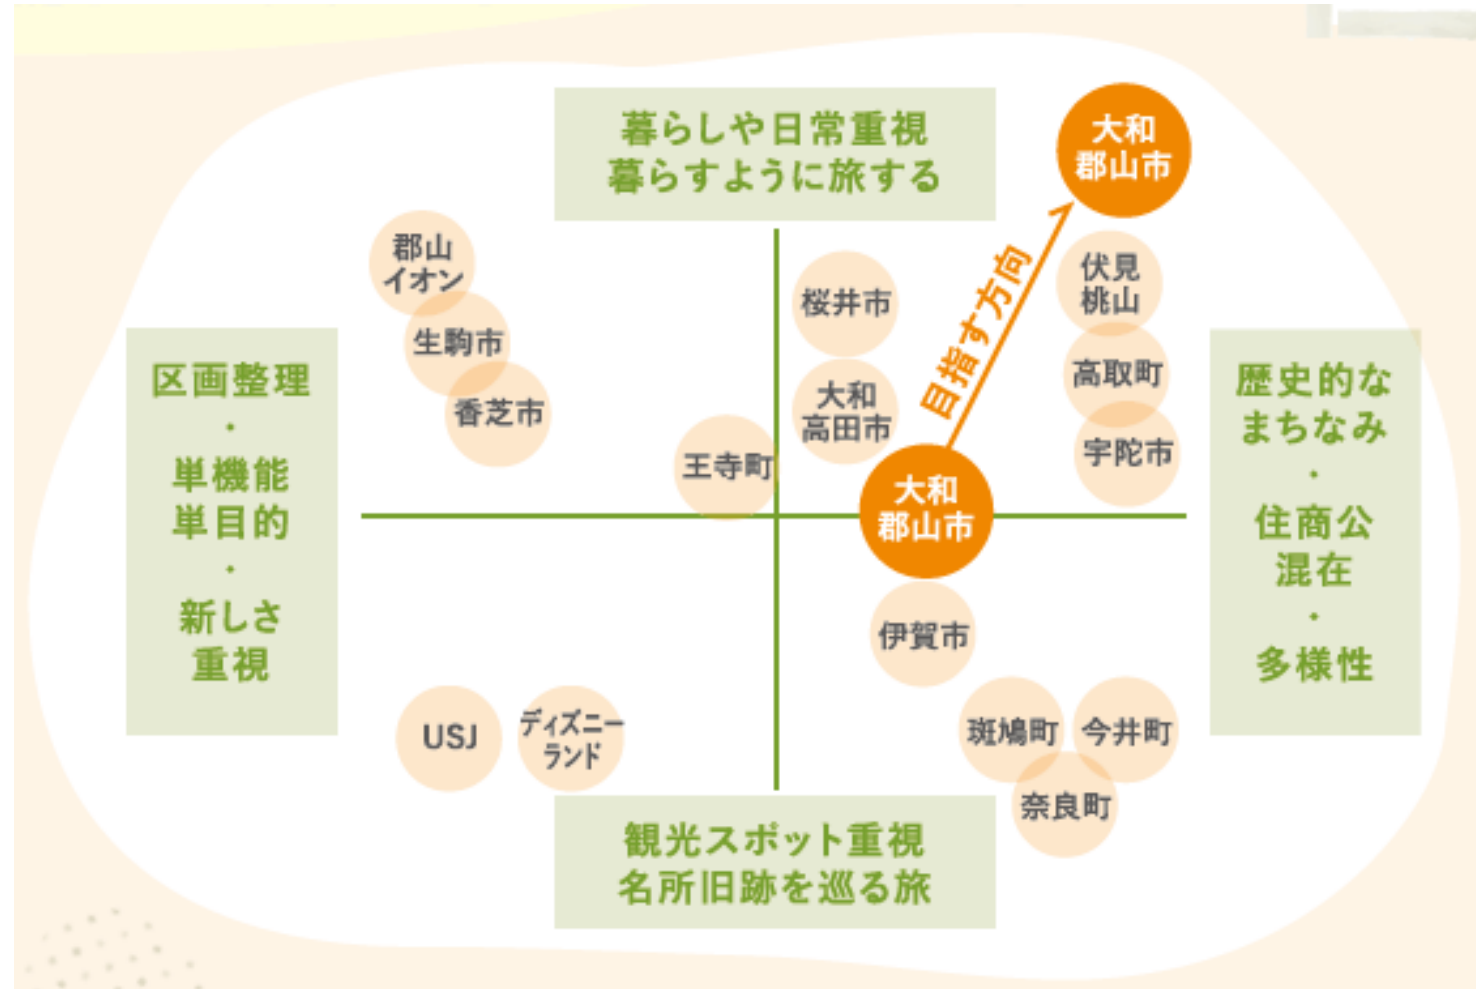 暮らしや日常重視
暮らすように旅する
大和
郡山市
郡山
イオン
生駒市
香芝市
王寺町
桜井市
大和
高田市
目指す方向
伏見
桃山
高取町
宇陀市
区画整理
・
単機能
単目的
・
新しさ
重視
大和
郡山市
歴史的な
まちなみ
・
住商公
混在
・
多様性
伊賀市
USJ
ディズニー
ランド
斑鳩町
今井町
奈良町
観光スポット重視
名所旧跡を巡る旅